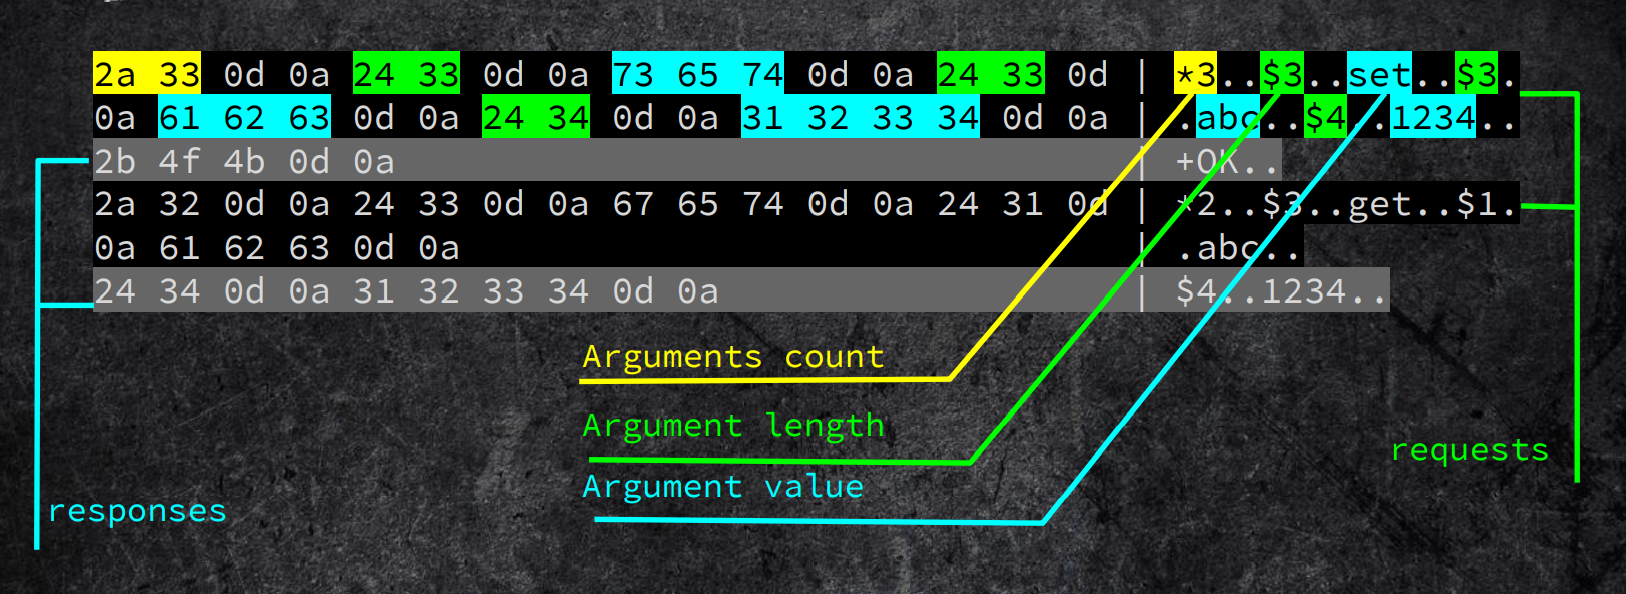 2a 33 0d 0a 24 33 0d 0a 73 65 74 0d 0a 24 33 0d | *3..$3..set..$3.
0a 61 62 63 0d 0a 24 34 0d 0a 31 32 33 34 0d 0a | .abc..$4..1234..
2b 4f 4b 0d 0a | +OK..
2a 32 0d 0a 24 33 0d 0a 67 65 74 0d 0a 24 31 0d | *2..$3..get..$1.
0a 61 62 63 0d 0a | .abc..
24 34 0d 0a 31 32 33 34 0d 0a | $4..1234..
Arguments count
Argument length
requests
Argument value
responses